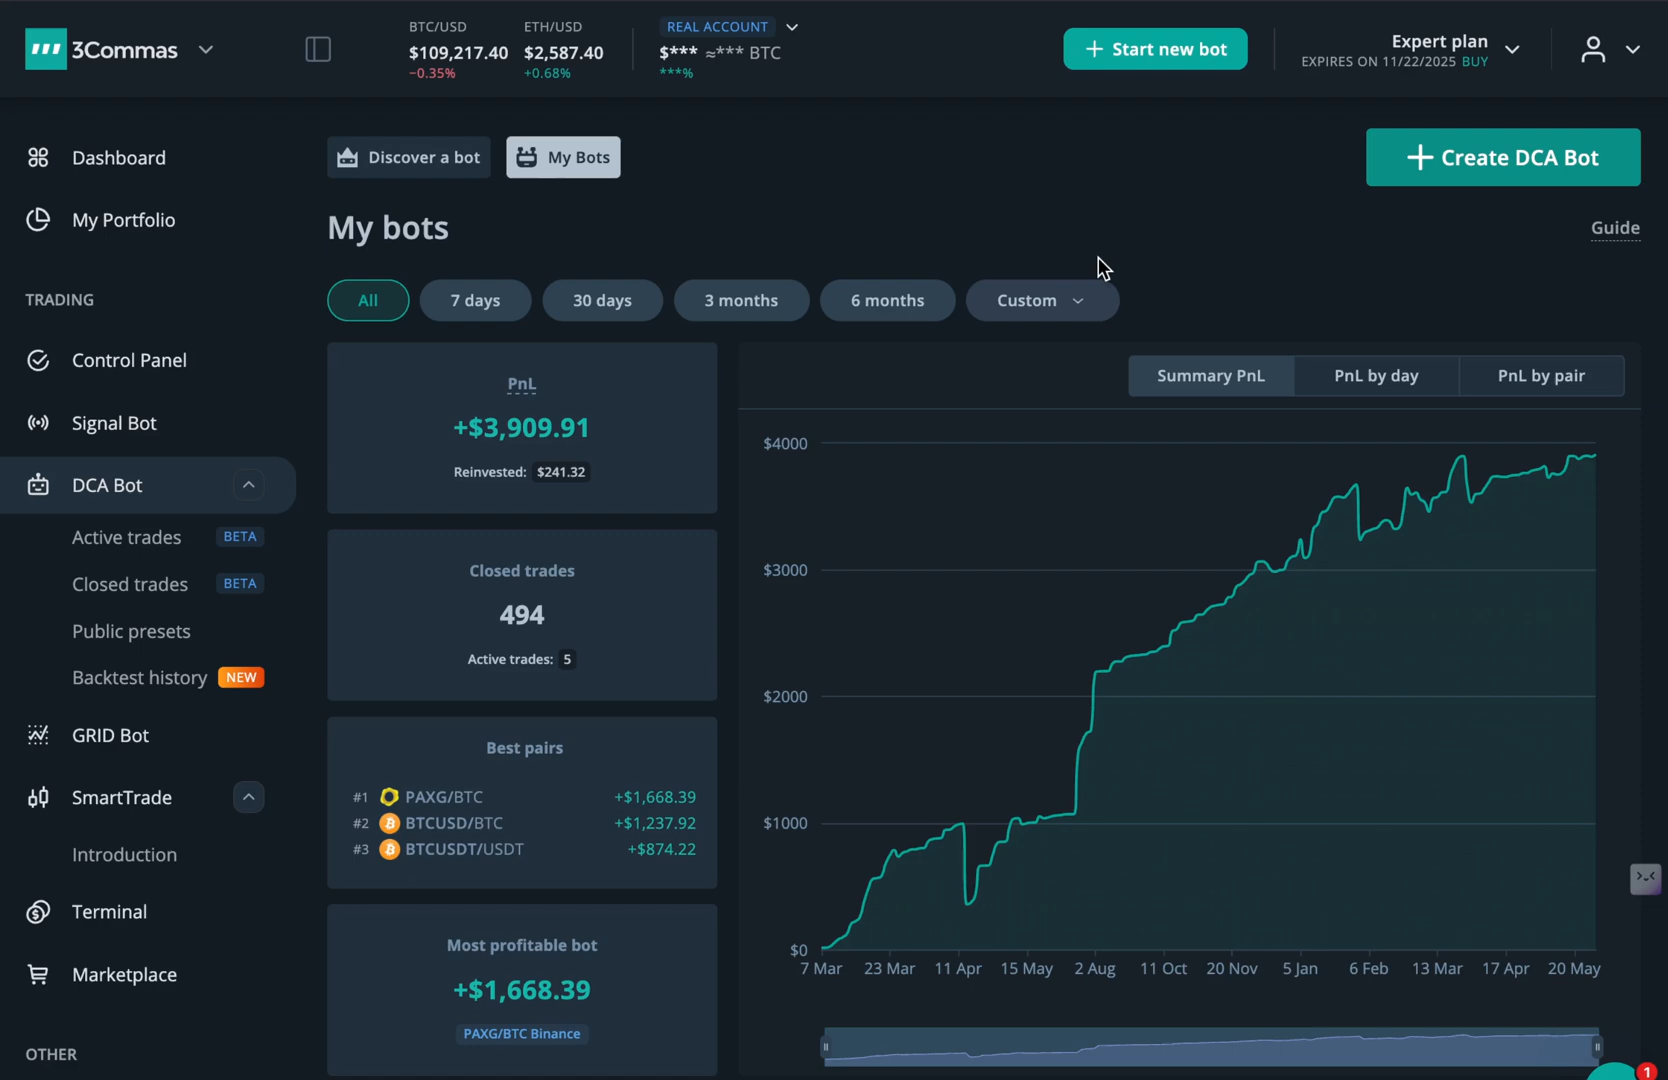 3Commas
BTC/USD
$109,217.40
−0.35%
ETH/USD
$2,587.40
+0.68%
REAL ACCOUNT
$*** ≈*** BTC
***%
+ Start new bot
Expert plan
EXPIRES ON 11/22/2025 BUY
Dashboard
My Portfolio
TRADING
Control Panel
Signal Bot
DCA Bot
Active trades BETA
Closed trades BETA
Public presets
Backtest history NEW
GRID Bot
SmartTrade
Introduction
Terminal
Marketplace
OTHER
Discover a bot
My Bots
+ Create DCA Bot
My bots
Guide
All
7 days
30 days
3 months
6 months
Custom
PnL
+$3,909.91
Reinvested: $241.32
Closed trades
494
Active trades: 5
Best pairs
#1 PAXG/BTC +$1,668.39
#2 BTCUSD/BTC +$1,237.92
#3 BTCUSDT/USDT +$874.22
Most profitable bot
+$1,668.39
PAXG/BTC Binance
Summary PnL
PnL by day
PnL by pair
$4000
$3000
$2000
$1000
$0
7 Mar 23 Mar 11 Apr 15 May 2 Aug 11 Oct 20 Nov 5 Jan 6 Feb 13 Mar 17 Apr 20 May
1